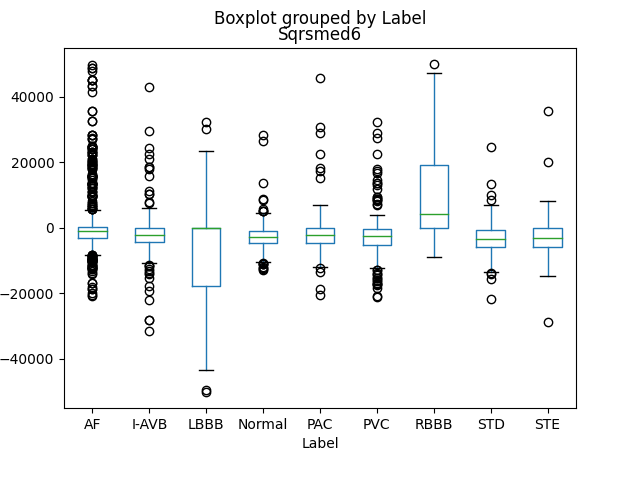 Boxplot grouped by Label
Sqrsmed6
40000
20000
0
−20000
−40000
AF I-AVB LBBB Normal PAC PVC RBBB STD STE
Label